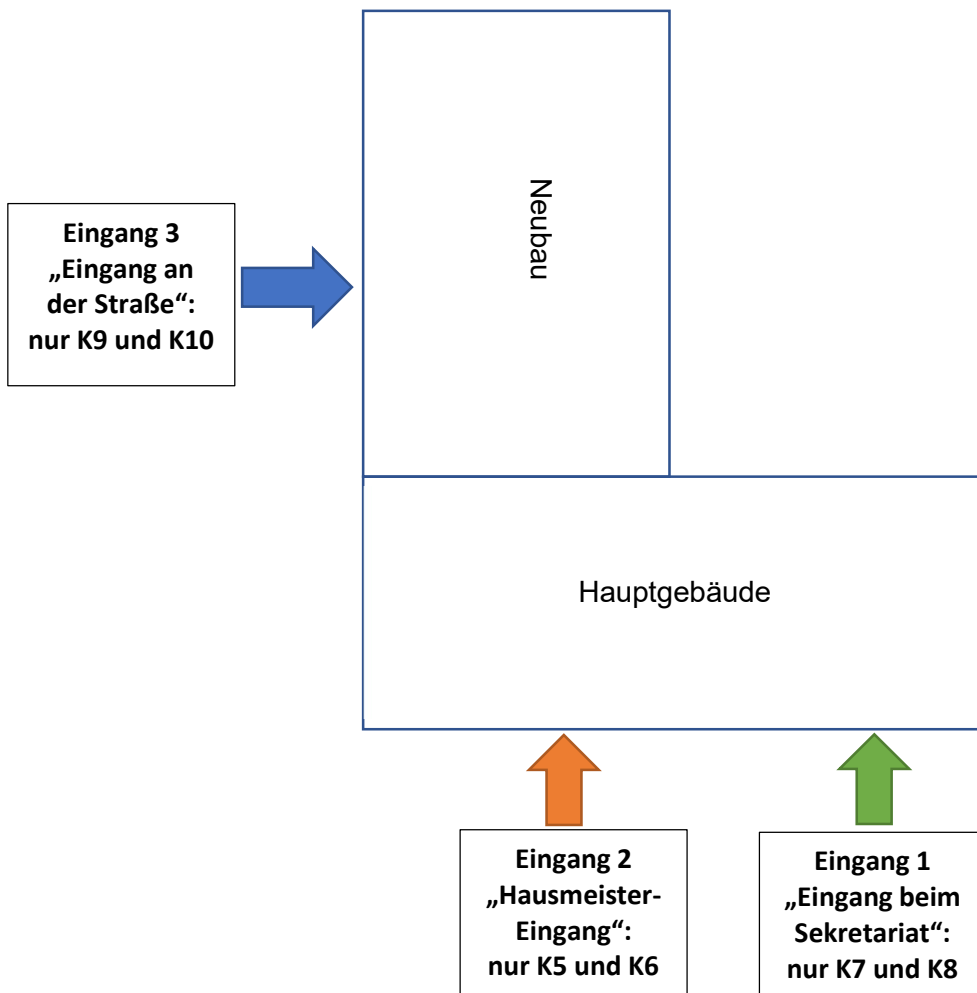 Neubau
Eingang 3
„Eingang an
der Straße“:
nur K9 und K10
Hauptgebäude
Eingang 2
„Hausmeister-
Eingang“:
nur K5 und K6
Eingang 1
„Eingang beim
Sekretariat“:
nur K7 und K8